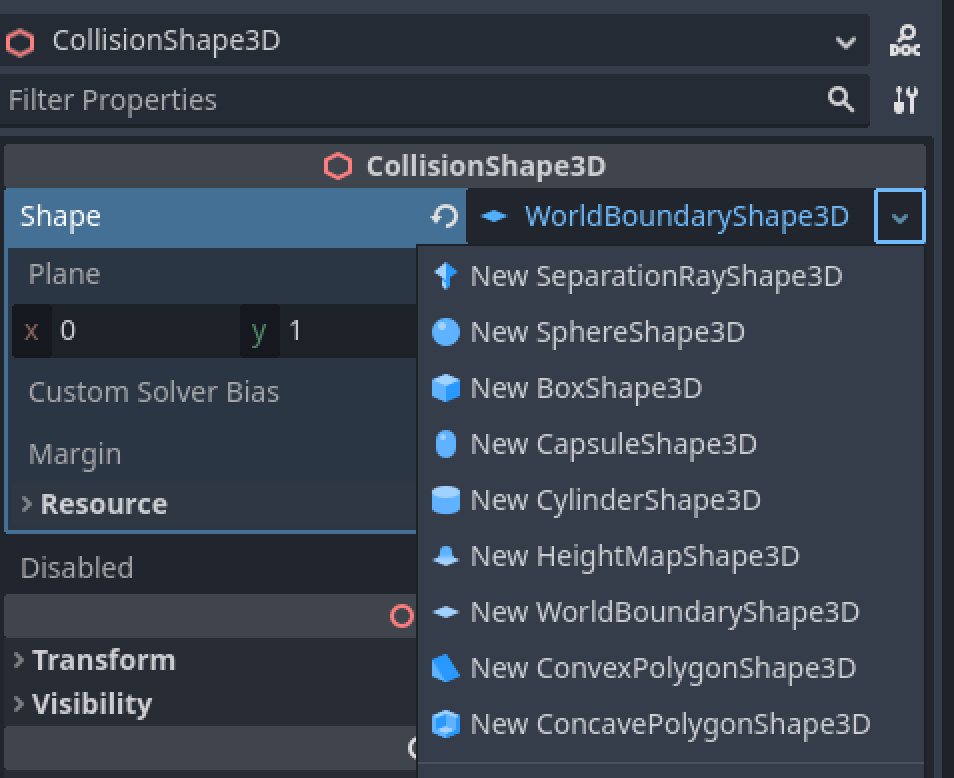 CollisionShape3D
DOC
Filter Properties
CollisionShape3D
Shape WorldBoundaryShape3D
Plane
x 0 y 1
Custom Solver Bias
Margin
Resource
Disabled
Transform
Visibility
New SeparationRayShape3D
New SphereShape3D
New BoxShape3D
New CapsuleShape3D
New CylinderShape3D
New HeightMapShape3D
New WorldBoundaryShape3D
New ConvexPolygonShape3D
New ConcavePolygonShape3D